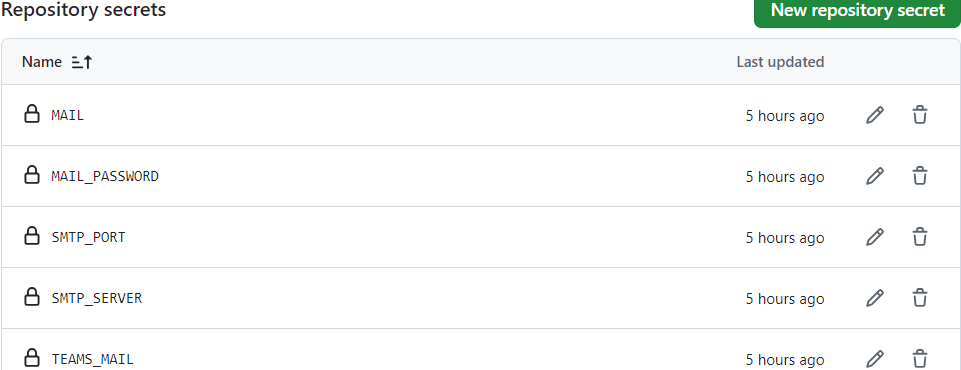 Repository secrets
New repository secret
Name
Last updated
MAIL
5 hours ago
MAIL_PASSWORD
5 hours ago
SMTP_PORT
5 hours ago
SMTP_SERVER
5 hours ago
TEAMS_MAIL
5 hours ago